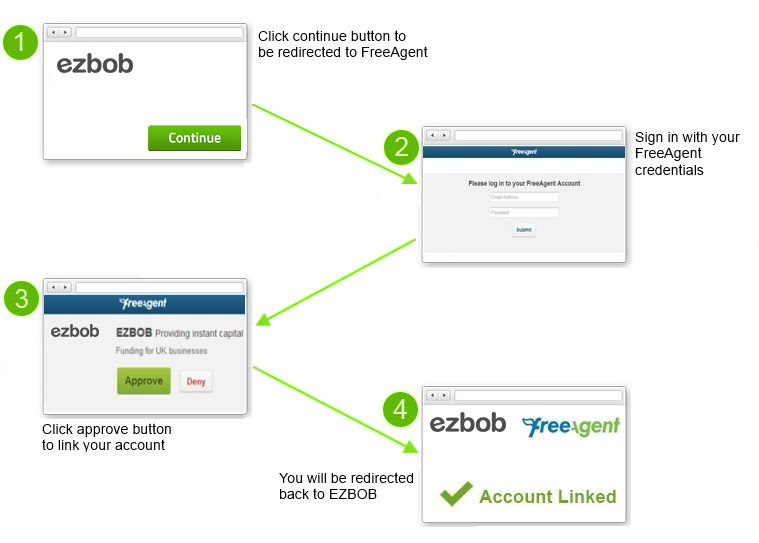 1
ezbob
Continue
Click continue button to
be redirected to FreeAgent
2
freeagent
Please log in to your FreeAgent Account
Email Address
Password
Submit
Sign in with your
FreeAgent
credentials
3
freeagent
ezbob
EZBOB Providing instant capital
Funding for UK businesses
Approve
Deny
Click approve button
to link your account
4
ezbob
freeagent
Account Linked
You will be redirected
back to EZBOB